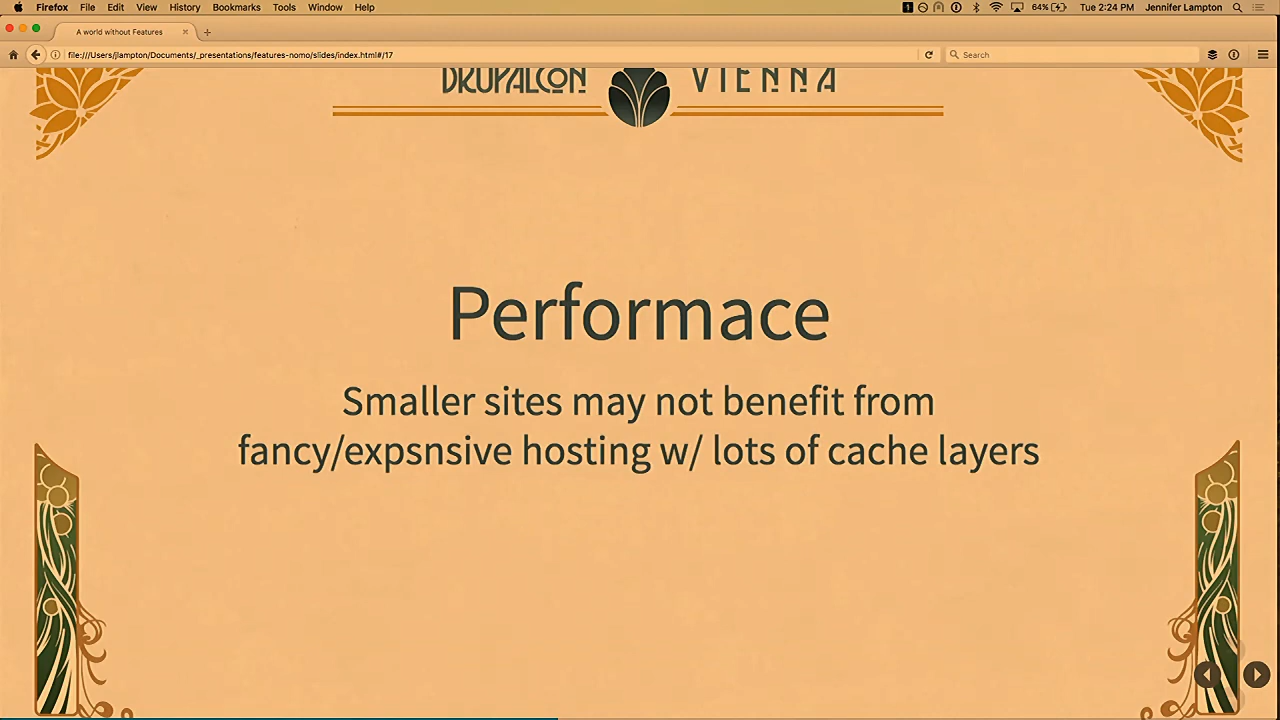 Firefox File Edit View History Bookmarks Tools Window Help 1 64% Tue 2:24 PM Jennifer Lampton
A world without Features
file:///Users/jlampton/Documents/_presentations/features-nomo/slides/index.html#/17
Search
DRUPALCON VIENNA
Performace
Smaller sites may not benefit from
fancy/expsnsive hosting w/ lots of cache layers